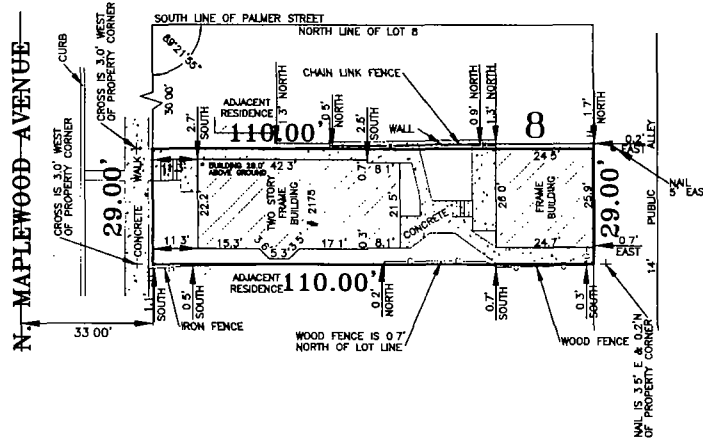 SOUTH LINE OF PALMER STREET
NORTH LINE OF LOT 8
89°21'55"
30.00'
N. MAPLEWOOD AVENUE
CURB
CROSS IS 3.0' WEST
OF PROPERTY CORNER
CHAIN LINK FENCE
ADJACENT
RESIDENCE
110.00'
1.3' NORTH
0.5' NORTH
2.7' SOUTH
2.5' SOUTH
WALL
0.9' NORTH
1.3' NORTH
8
1.7' NORTH
0.2'
EAST
ALLEY
CROSS IS 3.0' WEST
OF PROPERTY CORNER
WALK
CONCRETE
29.00'
BUILDING 28.0'
ABOVE GROUND
42.3'
0.7'
8.1'
22.2'
TWO STORY
FRAME
BUILDING
# 2175
21.5'
0.3'
CONCRETE
24.5'
26.0'
FRAME
BUILDING
25.9'
29.00'
NAIL
5' EAST
PUBLIC
11.3'
15.3'
3.6'
5.3'
3.5'
17.1'
8.1'
24.7'
0.7'
EAST
14'
ADJACENT
RESIDENCE
110.00'
1.1' SOUTH
IRON FENCE
0.5' SOUTH
0.2' NORTH
0.7' SOUTH
0.3' SOUTH
33 00'
WOOD FENCE IS 0 7'
NORTH OF LOT LINE
WOOD FENCE
NAIL IS 3 5' E & 0.2'N
OF PROPERTY CORNER